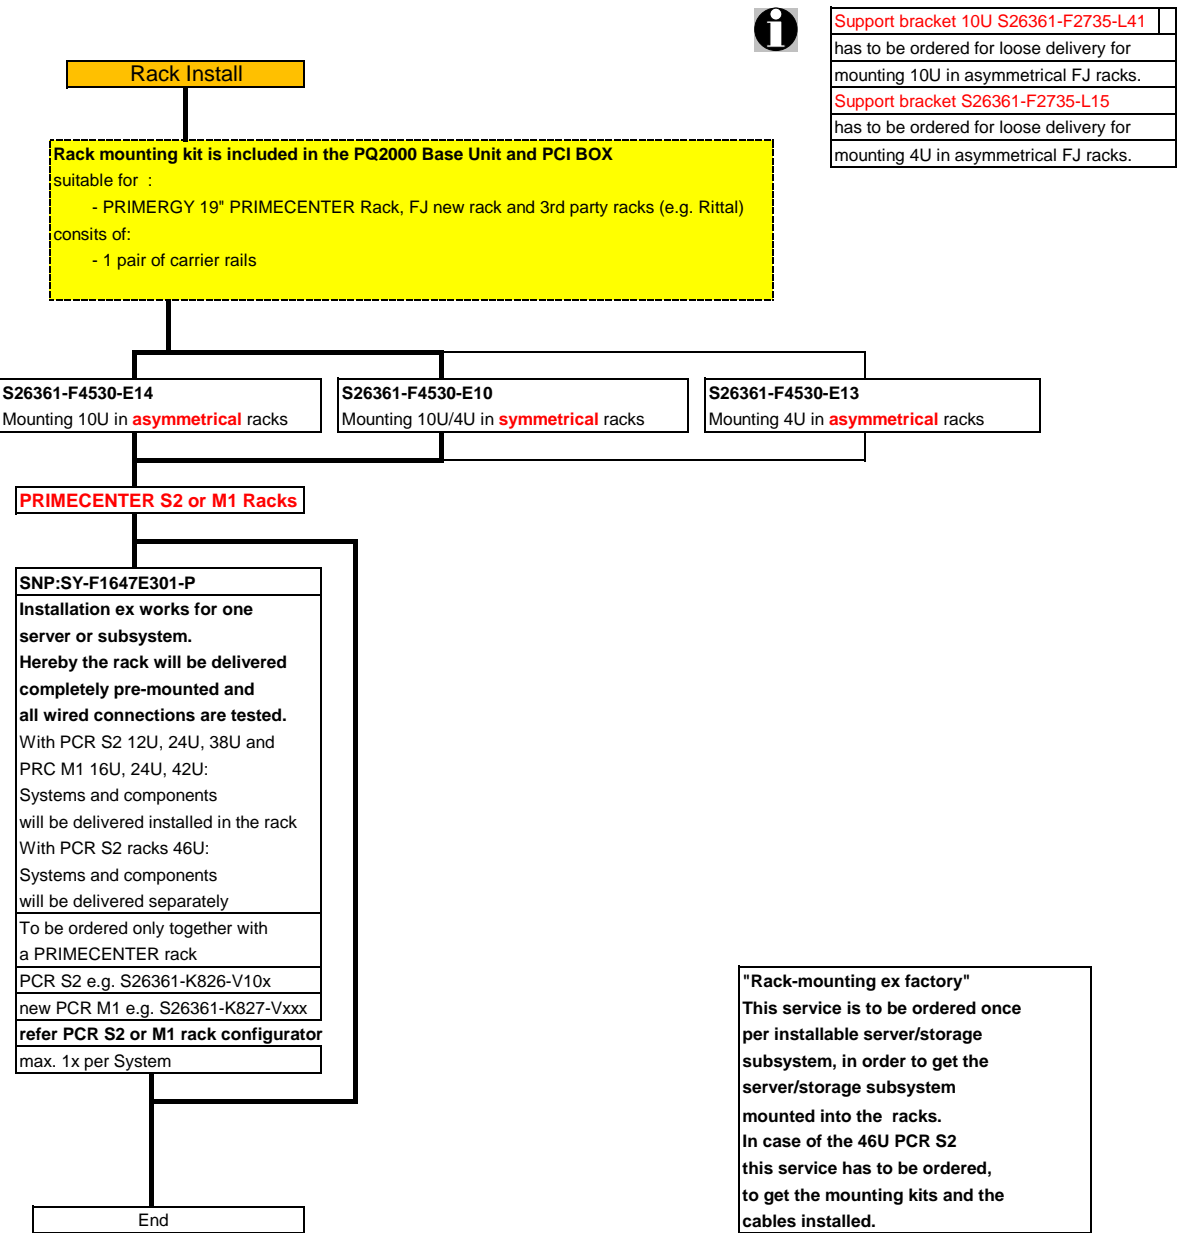 Support bracket 10U S26361-F2735-L41
has to be ordered for loose delivery for
mounting 10U in asymmetrical FJ racks.
Support bracket S26361-F2735-L15
has to be ordered for loose delivery for
mounting 4U in asymmetrical FJ racks.
Rack Install
Rack mounting kit is included in the PQ2000 Base Unit and PCI BOX
suitable for :
- PRIMERGY 19" PRIMECENTER Rack, FJ new rack and 3rd party racks (e.g. Rittal)
consits of:
- 1 pair of carrier rails
S26361-F4530-E14
Mounting 10U in asymmetrical racks
S26361-F4530-E10
Mounting 10U/4U in symmetrical racks
S26361-F4530-E13
Mounting 4U in asymmetrical racks
PRIMECENTER S2 or M1 Racks
SNP:SY-F1647E301-P
Installation ex works for one
server or subsystem.
Hereby the rack will be delivered
completely pre-mounted and
all wired connections are tested.
With PCR S2 12U, 24U, 38U and
PRC M1 16U, 24U, 42U:
Systems and components
will be delivered installed in the rack
With PCR S2 racks 46U:
Systems and components
will be delivered separately
To be ordered only together with
a PRIMECENTER rack
PCR S2 e.g. S26361-K826-V10x
new PCR M1 e.g. S26361-K827-Vxxx
refer PCR S2 or M1 rack configurator
max. 1x per System
End
"Rack-mounting ex factory"
This service is to be ordered once
per installable server/storage
subsystem, in order to get the
server/storage subsystem
mounted into the racks.
In case of the 46U PCR S2
this service has to be ordered,
to get the mounting kits and the
cables installed.